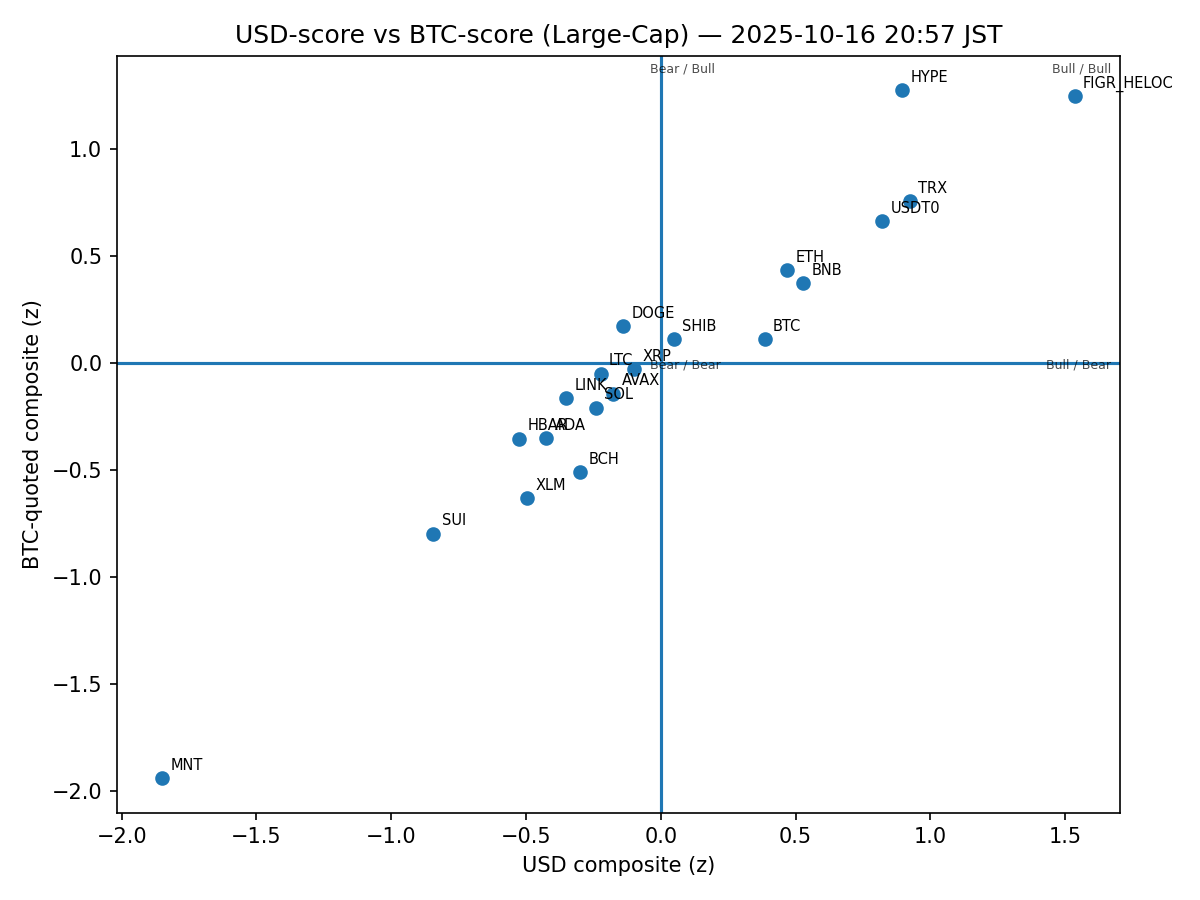 USD-score vs BTC-score (Large-Cap) — 2025-10-16 20:57 JST
Bear / Bull
Bull / Bull
HYPE
FIGR_HELOC
TRX
USDT0
ETH
BNB
DOGE
SHIB
BTC
XRP
LTC
Bear / Bear
Bull / Bear
AVAX
LINK
SOL
HBAR
ADA
BCH
XLM
SUI
MNT
1.0
0.5
0.0
−0.5
−1.0
−1.5
−2.0
BTC-quoted composite (z)
−2.0
−1.5
−1.0
−0.5
0.0
0.5
1.0
1.5
USD composite (z)